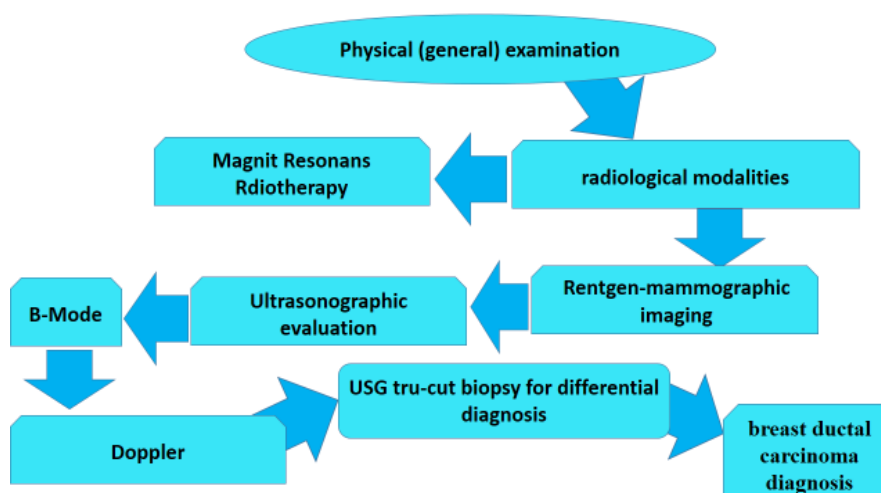 Physical (general) examination
Magnit Resonans
Rdiotherapy
radiological modalities
Rentgen-mammographic
imaging
Ultrasonographic
evaluation
B-Mode
Doppler
USG tru-cut biopsy for differential
diagnosis
breast ductal
carcinoma
diagnosis